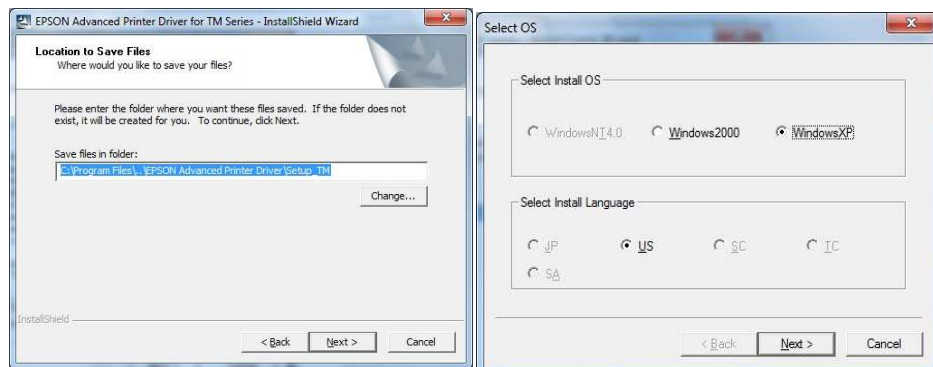 EPSON Advanced Printer Driver for TM Series - InstallShield Wizard
Location to Save Files
Where would you like to save your files?
Please enter the folder where you want these files saved. If the folder does not
exist, it will be created for you. To continue, click Next.
Save files in folder:
C:\Program Files\..\EPSON Advanced Printer Driver\Setup_TM
Change...
InstallShield
< Back
Next >
Cancel
Select OS
Select Install OS
WindowsNT4.0
Windows2000
WindowsXP
Select Install Language
JP
US
SC
TC
SA
< Back
Next >
Cancel